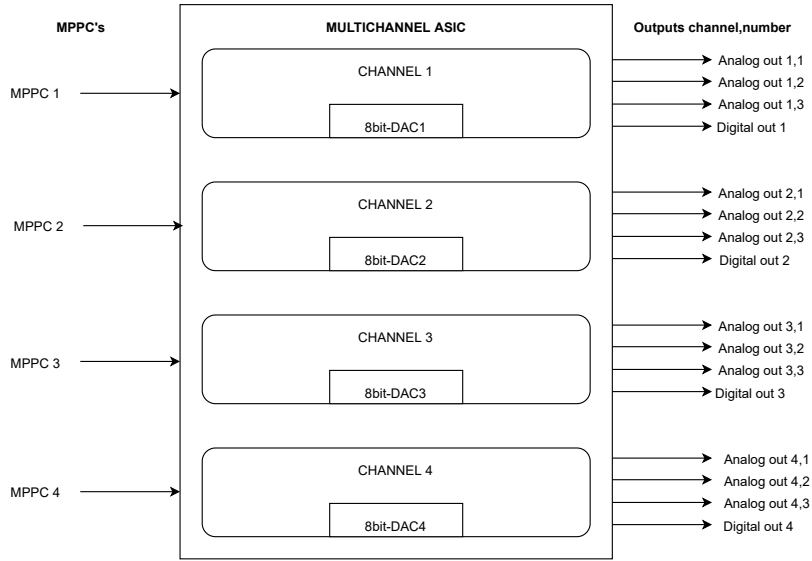 MPPC's
MULTICHANNEL ASIC
Outputs channel,number
MPPC 1
CHANNEL 1
8bit-DAC1
Analog out 1,1
Analog out 1,2
Analog out 1,3
Digital out 1
MPPC 2
CHANNEL 2
8bit-DAC2
Analog out 2,1
Analog out 2,2
Analog out 2,3
Digital out 2
MPPC 3
CHANNEL 3
8bit-DAC3
Analog out 3,1
Analog out 3,2
Analog out 3,3
Digital out 3
MPPC 4
CHANNEL 4
8bit-DAC4
Analog out 4,1
Analog out 4,2
Analog out 4,3
Digital out 4